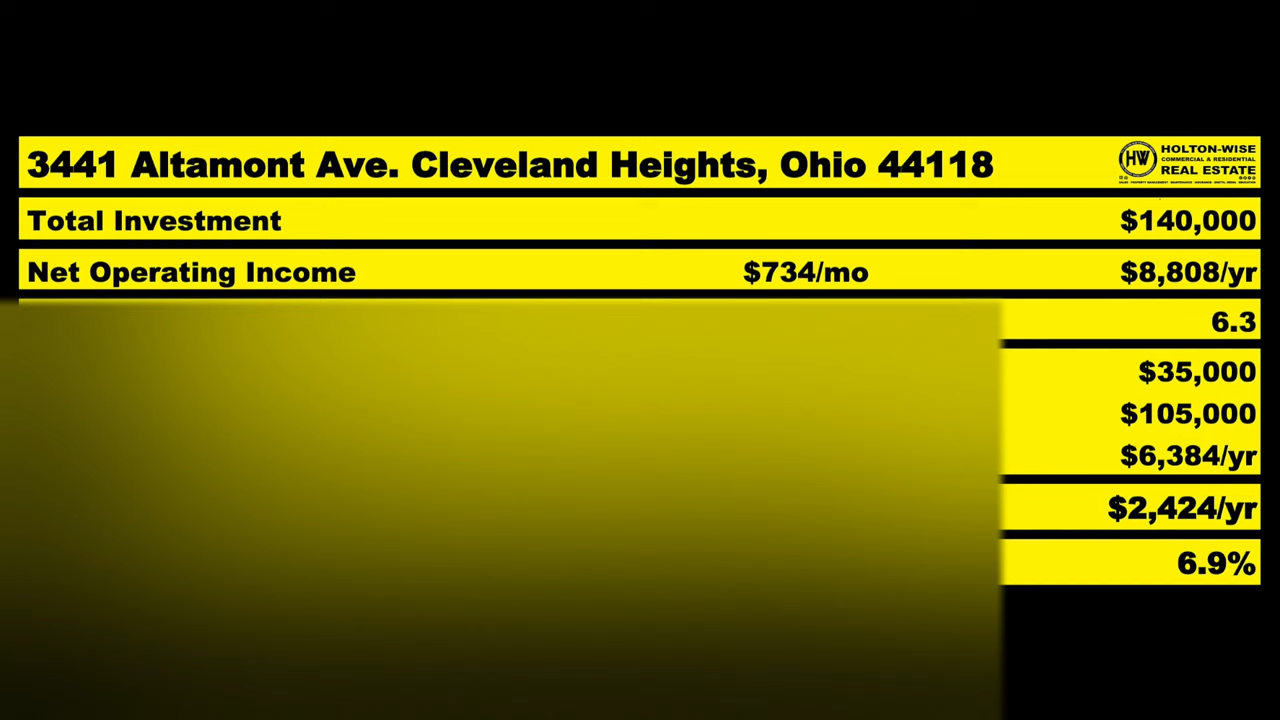 3441 Altamont Ave. Cleveland Heights, Ohio 44118
HW
HOLTON-WISE
COMMERCIAL & RESIDENTIAL
REAL ESTATE
Total Investment $140,000
Net Operating Income $734/mo $8,808/yr
6.3
$35,000
$105,000
$6,384/yr
$2,424/yr
6.9%